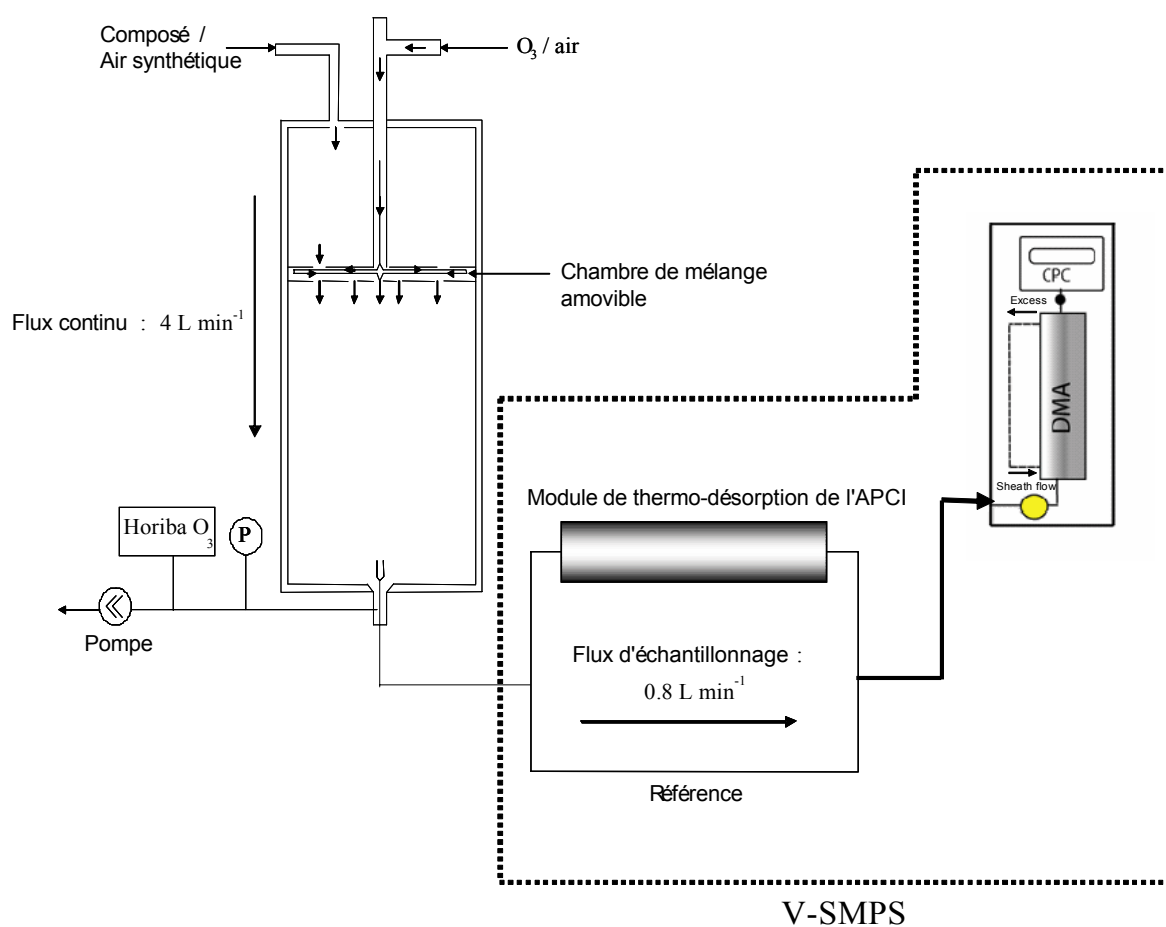 Composé /
Air synthétique
O3 / air
Chambre de mélange
amovible
Flux continu : 4 L min-1
CPC
Excess
DMA
Sheath flow
Module de thermo-désorption de l'APCI
Horiba O3
P
Pompe
Flux d'échantillonnage :
0.8 L min-1
Référence
V-SMPS